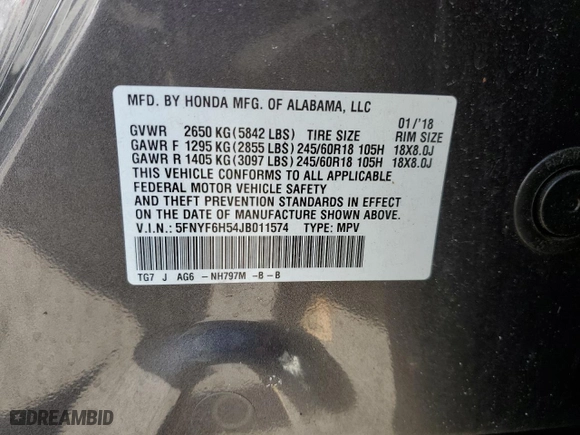 MFD. BY HONDA MFG. OF ALABAMA, LLC
01/'18
GVWR 2650 KG(5842 LBS) TIRE SIZE RIM SIZE
GAWR F 1295 KG(2855 LBS)245/60R18 105H 18X8.0J
GAWR R 1405 KG(3097 LBS)245/60R18 105H 18X8.0J
THIS VEHICLE CONFORMS TO ALL APPLICABLE
FEDERAL MOTOR VEHICLE SAFETY
AND THEFT PREVENTION STANDARDS IN EFFECT
ON THE DATE OF MANUFACTURE SHOWN ABOVE.
V.I.N.: 5FNYF6H54JB011574 TYPE: MPV
TG7 J AG6 - NH797M -B - B
DREAMBID